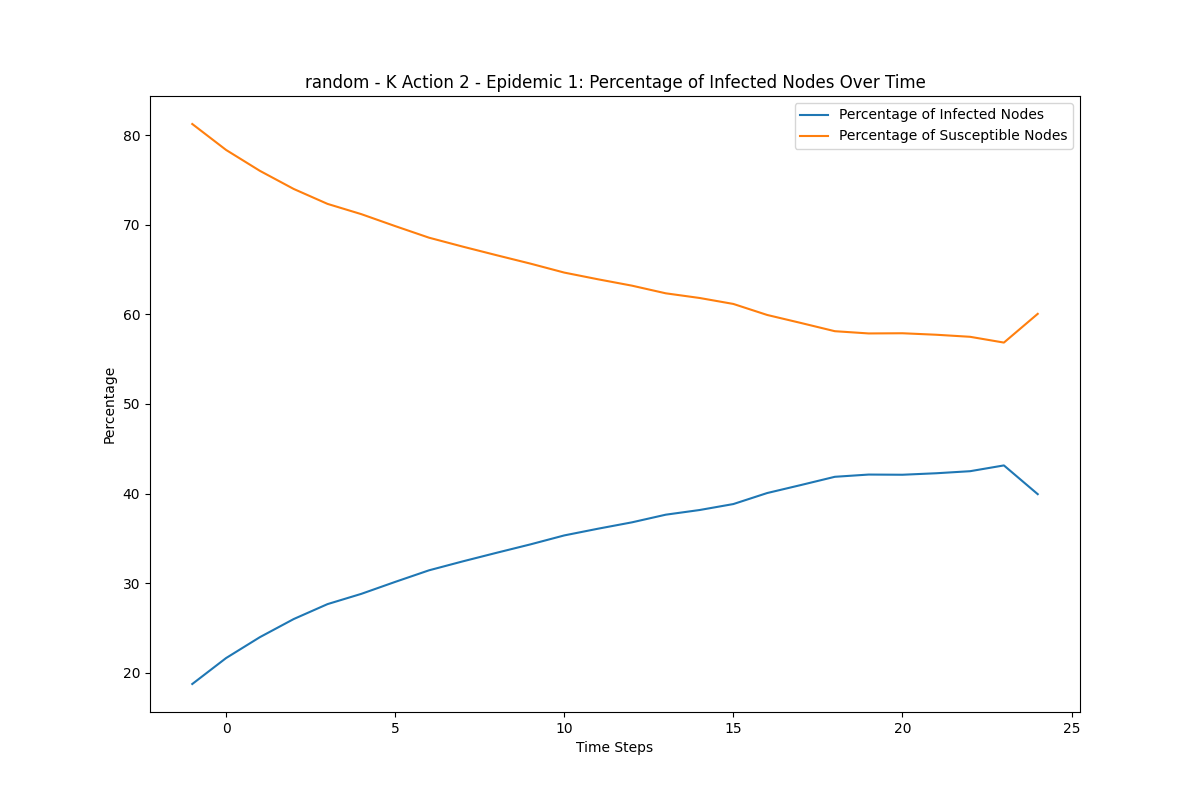 random - K Action 2 - Epidemic 1: Percentage of Infected Nodes Over Time
Percentage of Infected Nodes
Percentage of Susceptible Nodes
Percentage
80
70
60
50
40
30
20
0 5 10 15 20 25
Time Steps